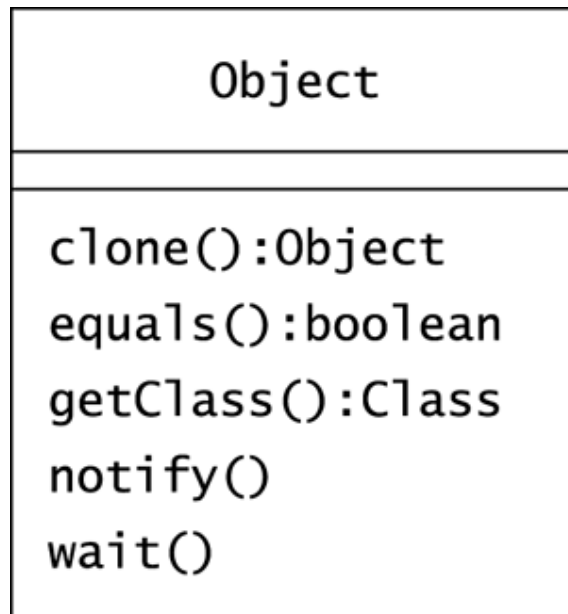 Object
clone():Object
equals():boolean
getClass():Class
notify()
wait()